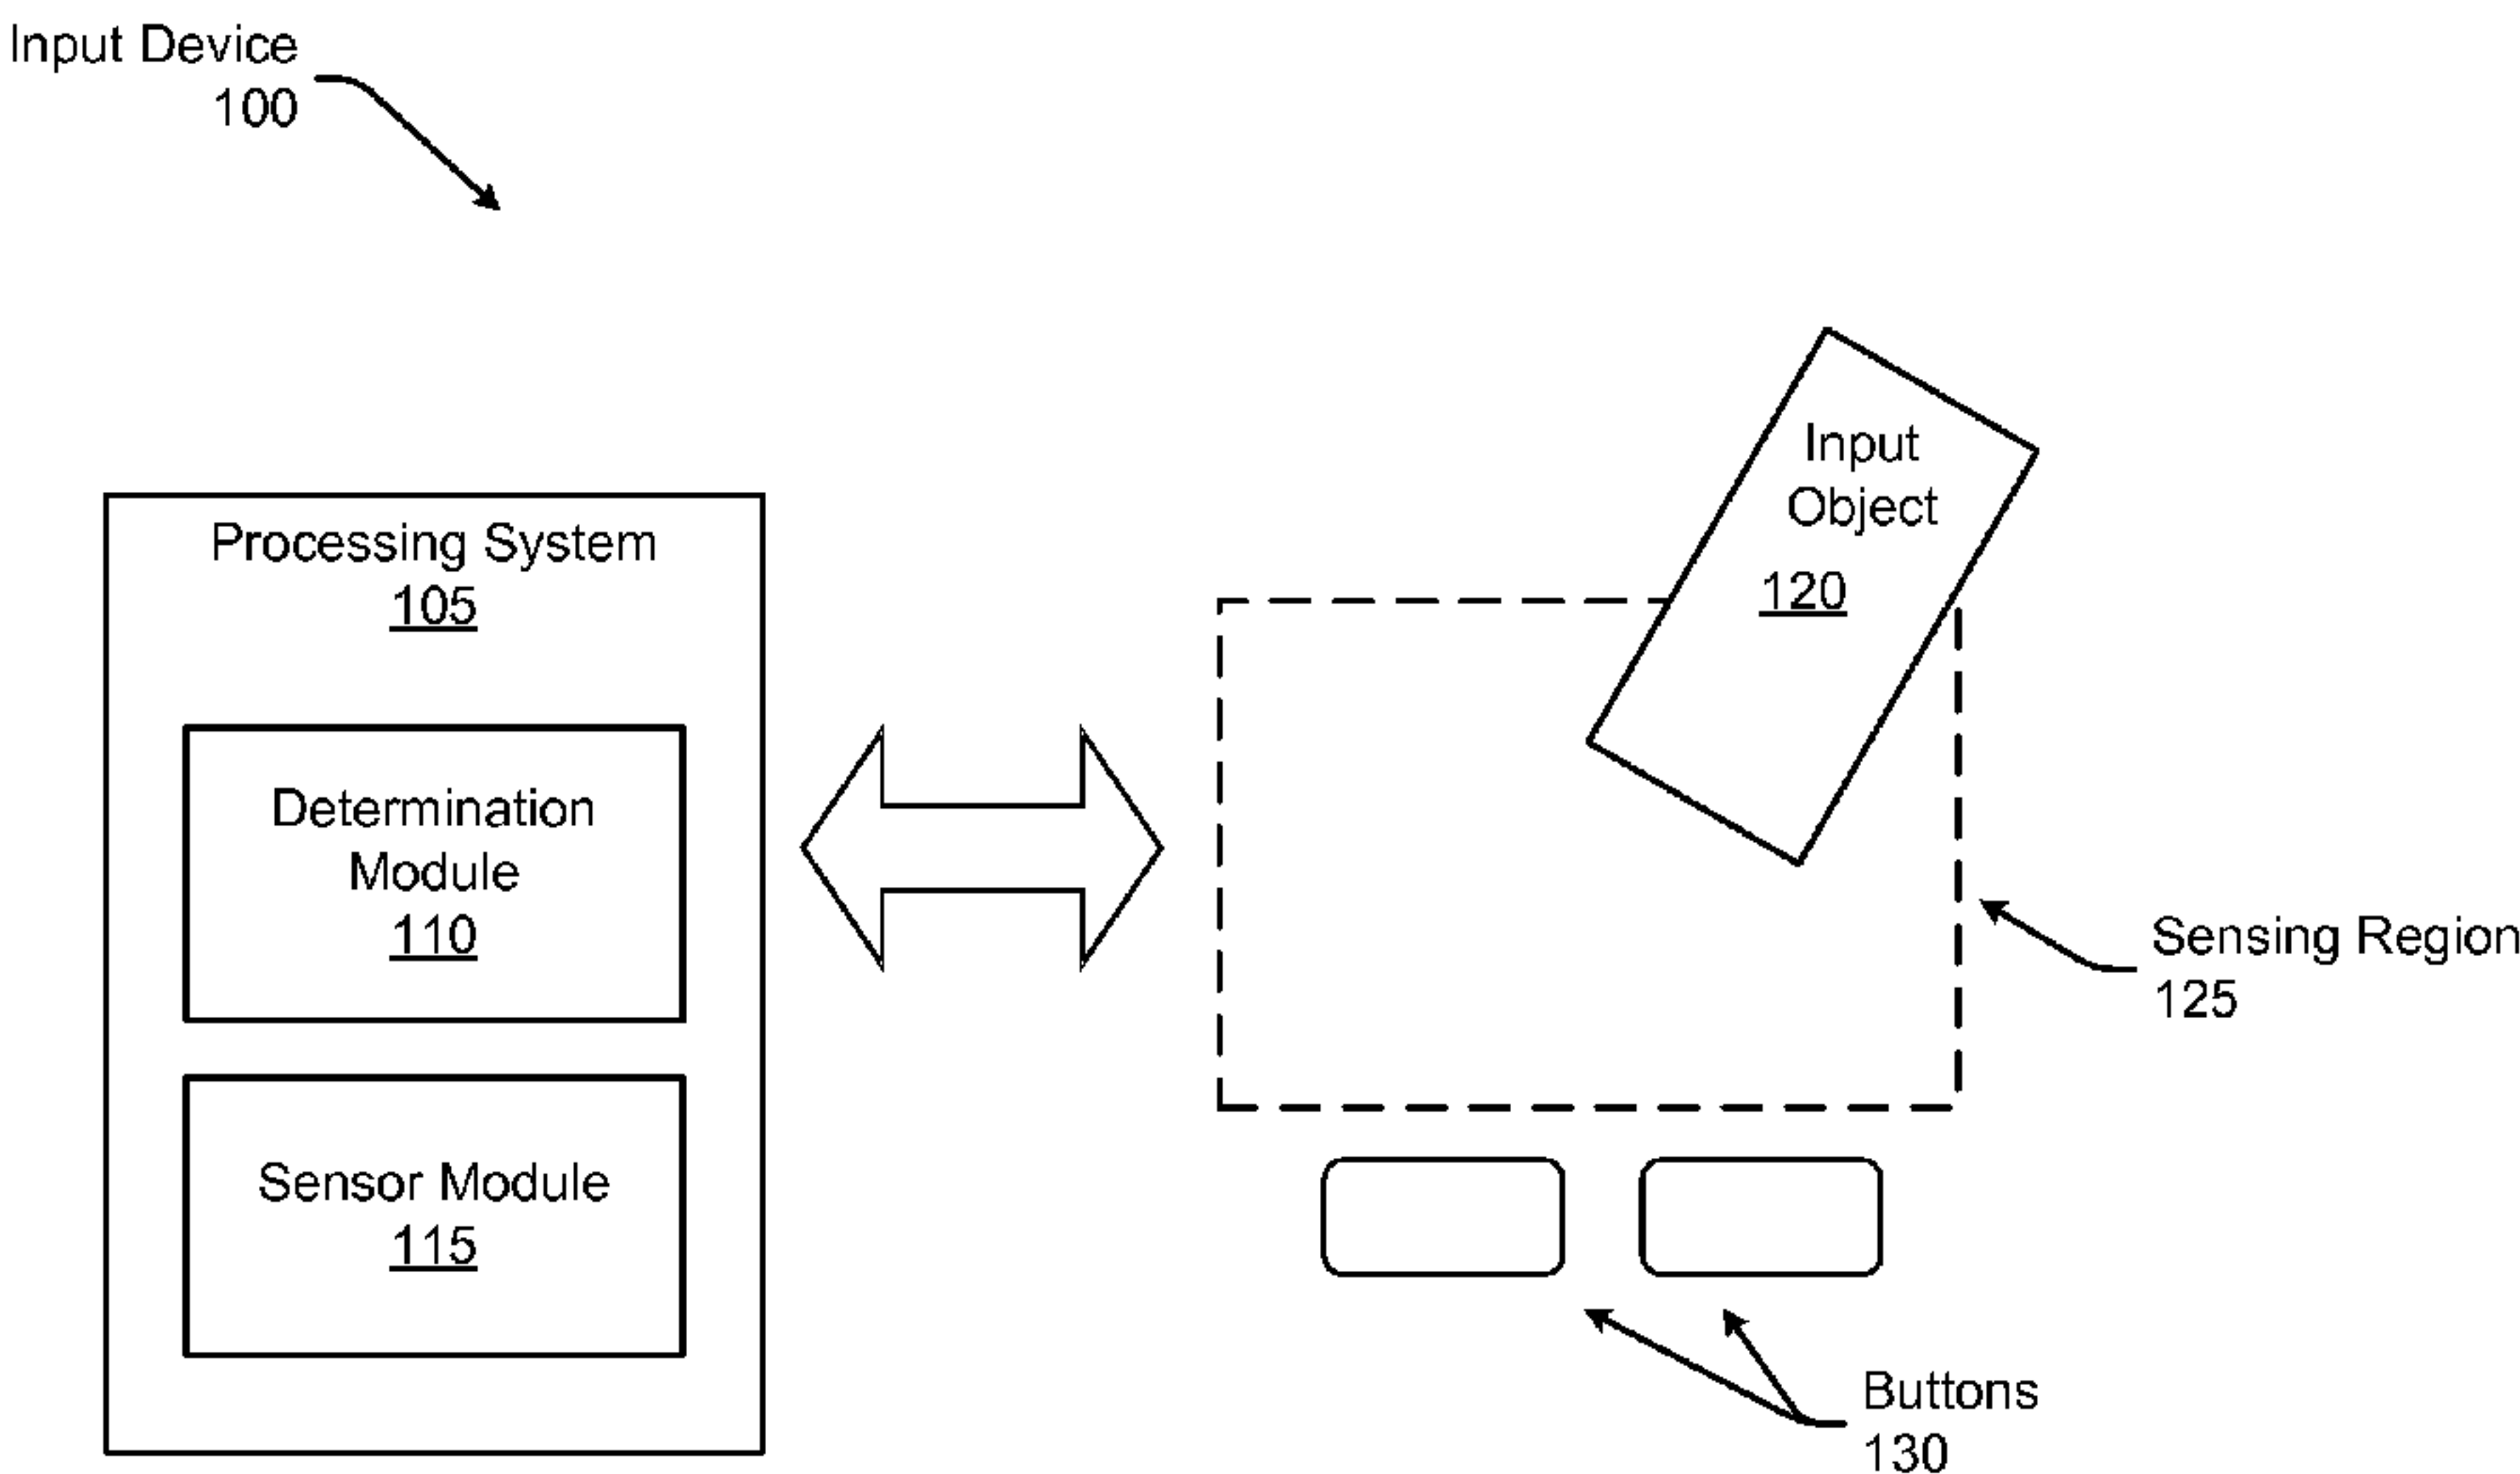 Input Device
100
Processing System
105
Determination
Module
110
Sensor Module
115
Input
Object
120
Sensing Region
125
Buttons
130